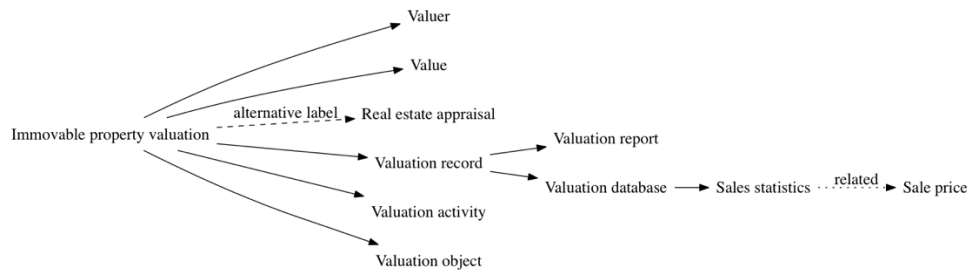 Valuer
Value
alternative label
Real estate appraisal
Immovable property valuation
Valuation report
Valuation record
Valuation database
Sales statistics
related
Sale price
Valuation activity
Valuation object